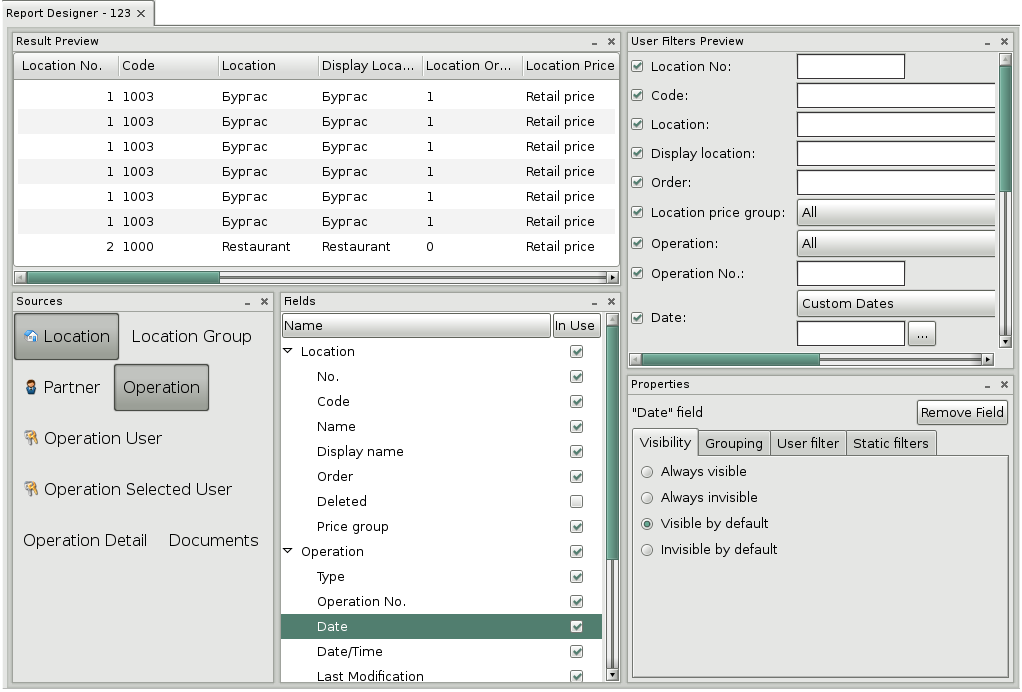 Report Designer - 123
Result Preview
Location No. Code Location Display Loca... Location Or... Location Price
1 1003 Бургас Бургас 1 Retail price
1 1003 Бургас Бургас 1 Retail price
1 1003 Бургас Бургас 1 Retail price
1 1003 Бургас Бургас 1 Retail price
1 1003 Бургас Бургас 1 Retail price
1 1003 Бургас Бургас 1 Retail price
2 1000 Restaurant Restaurant 0 Retail price
User Filters Preview
Location No:
Code:
Location:
Display location:
Order:
Location price group: All
Operation: All
Operation No.:
Custom Dates
Date:
...
Sources
Location Location Group
Partner Operation
Operation User
Operation Selected User
Operation Detail Documents
Fields
Name In Use
Location
No.
Code
Name
Display name
Order
Deleted
Price group
Operation
Type
Operation No.
Date
Date/Time
Last Modification
Properties
"Date" field Remove Field
Visibility Grouping User filter Static filters
Always visible
Always invisible
Visible by default
Invisible by default